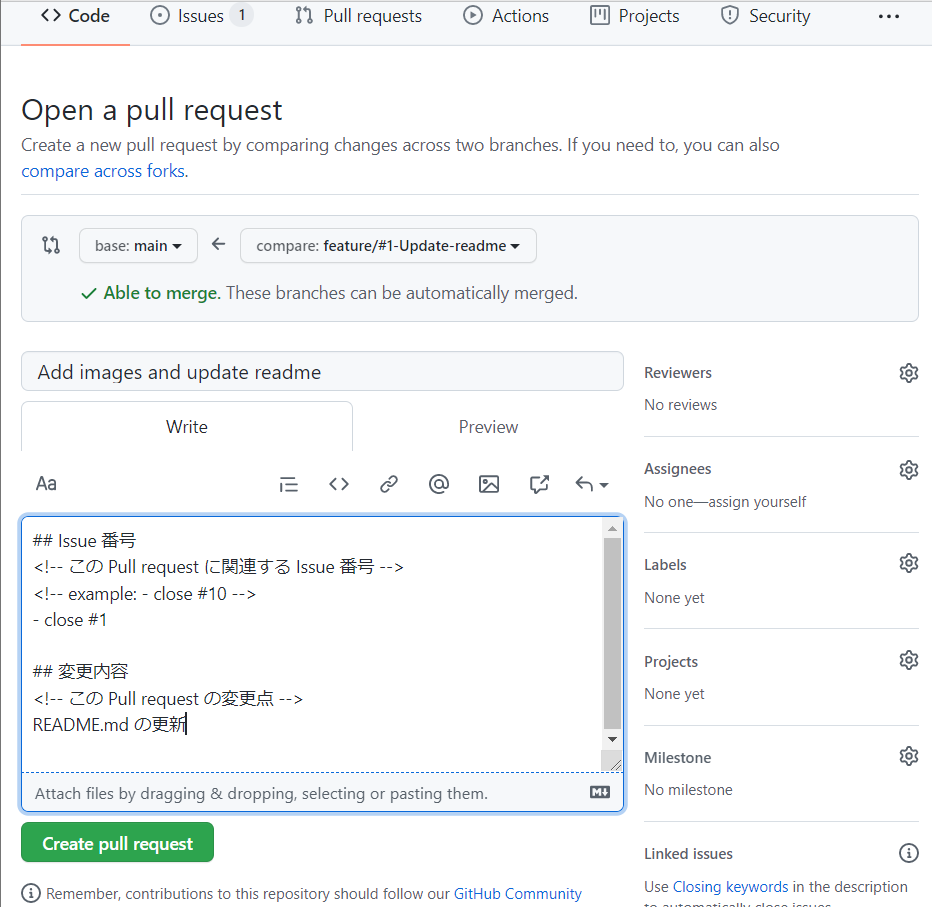 Code Issues 1 Pull requests Actions Projects Security
Open a pull request
Create a new pull request by comparing changes across two branches. If you need to, you can also
compare across forks.
base: main compare: feature/#1-Update-readme
Able to merge. These branches can be automatically merged.
Add images and update readme
Write Preview
Aa
## Issue 番号
<!-- この Pull request に関連する Issue 番号 -->
<!-- example: - close #10 -->
- close #1
## 変更内容
<!-- この Pull request の変更点 -->
README.md の更新
Attach files by dragging & dropping, selecting or pasting them.
Create pull request
Remember, contributions to this repository should follow our GitHub Community
Reviewers
No reviews
Assignees
No one—assign yourself
Labels
None yet
Projects
None yet
Milestone
No milestone
Linked issues
Use Closing keywords in the description
to automatically close issues.